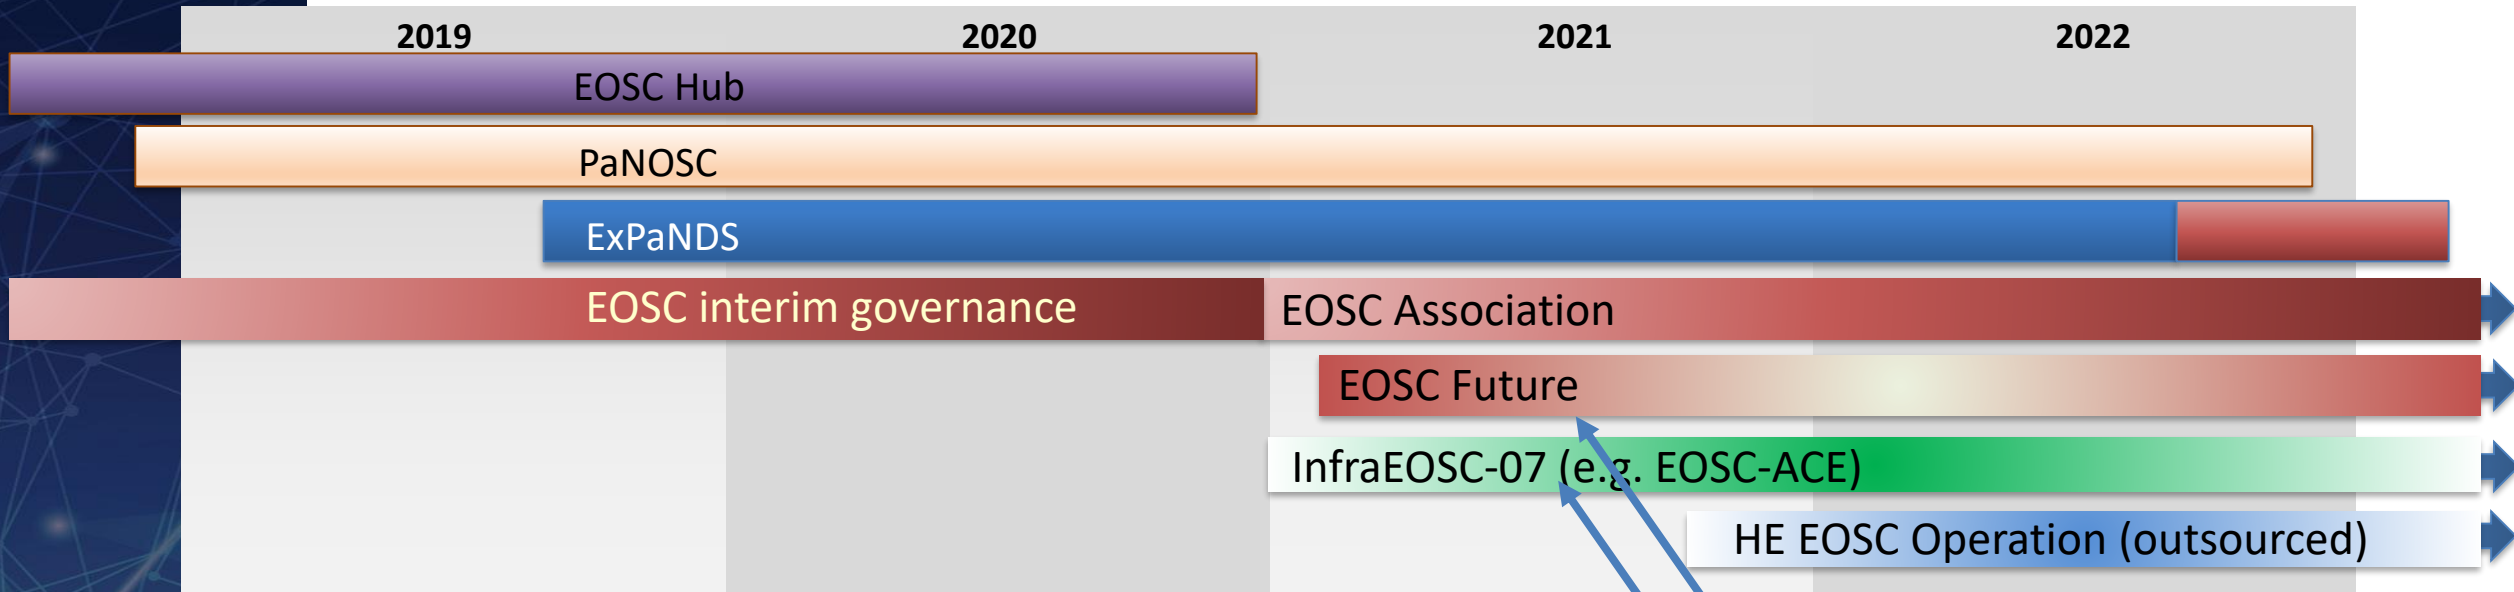 2019 2020 2021 2022
EOSC Hub
PaNOSC
ExPaNDS
EOSC interim governance EOSC Association
EOSC Future
InfraEOSC-07 (e.g. EOSC-ACE)
HE EOSC Operation (outsourced)